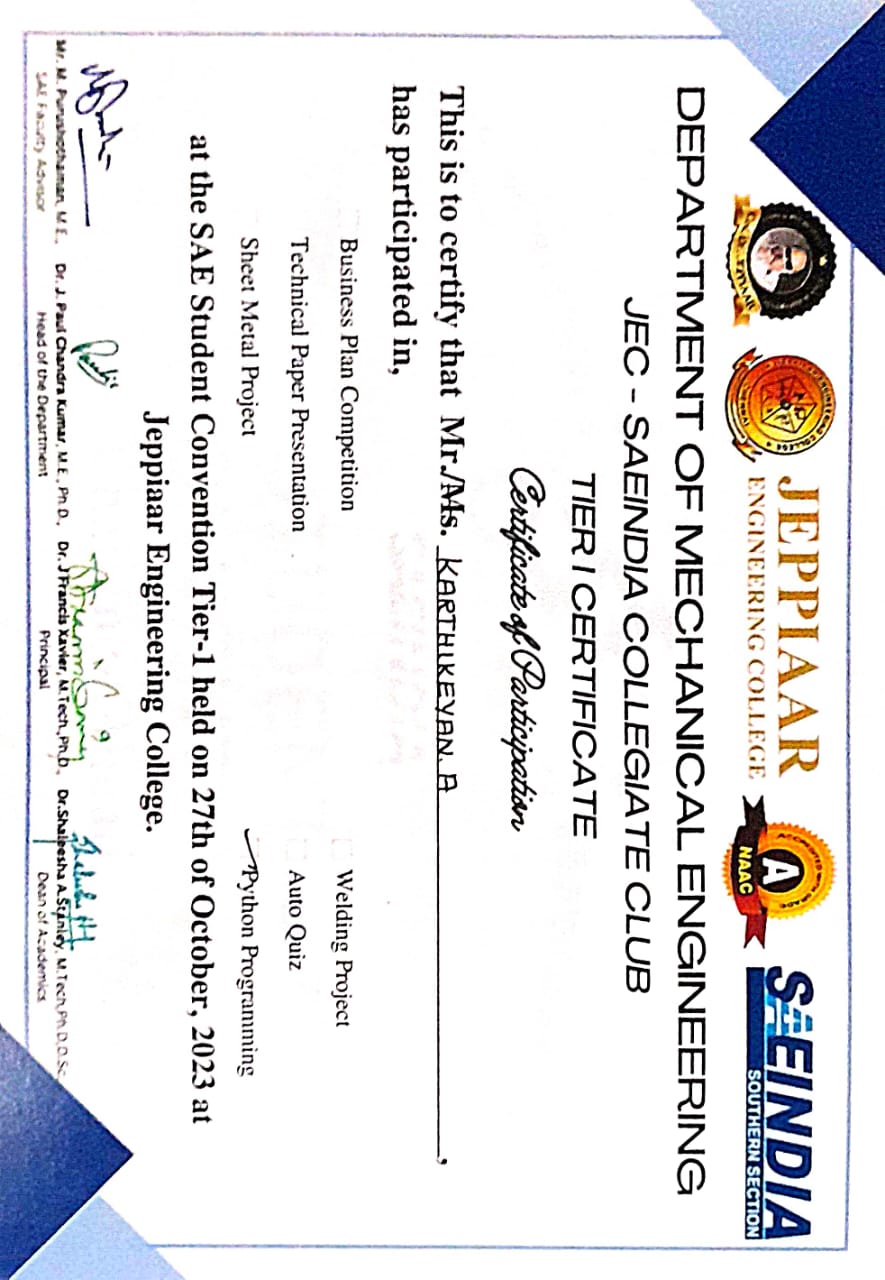 JEPPIAAR
ENGINEERING COLLEGE
A
NAAC
SAEINDIA
SOUTHERN SECTION
DEPARTMENT OF MECHANICAL ENGINEERING
JEC - SAEINDIA COLLEGIATE CLUB
TIER I CERTIFICATE
Certificate of Participation
This is to certify that Mr./Ms. KARTHIKEYAN. A,
has participated in,
Business Plan Competition
Welding Project
Technical Paper Presentation
Auto Quiz
Sheet Metal Project
Python Programming
at the SAE Student Convention Tier-1 held on 27th of October, 2023 at
Jeppiaar Engineering College.
Mr. M. Purushothaman, M.E., Dr. J. Paul Chandra Kumar, M.E., Ph.D., Dr. J Francis Xavier, M.Tech.,Ph.D., Dr.Shaleesha A.Stanley, M.Tech,Ph.D,D.Sc.
SAE Faculty Advisor Head of the Department Principal Dean of Academics